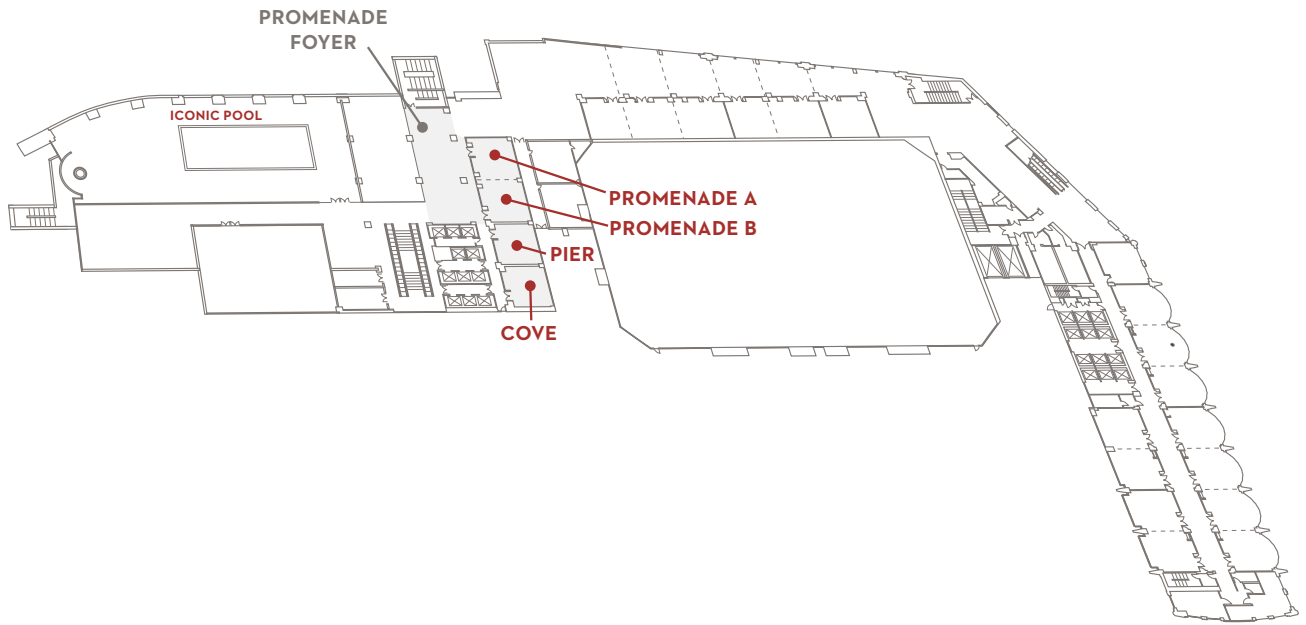 PROMENADE
FOYER
ICONIC POOL
PROMENADE A
PROMENADE B
PIER
COVE